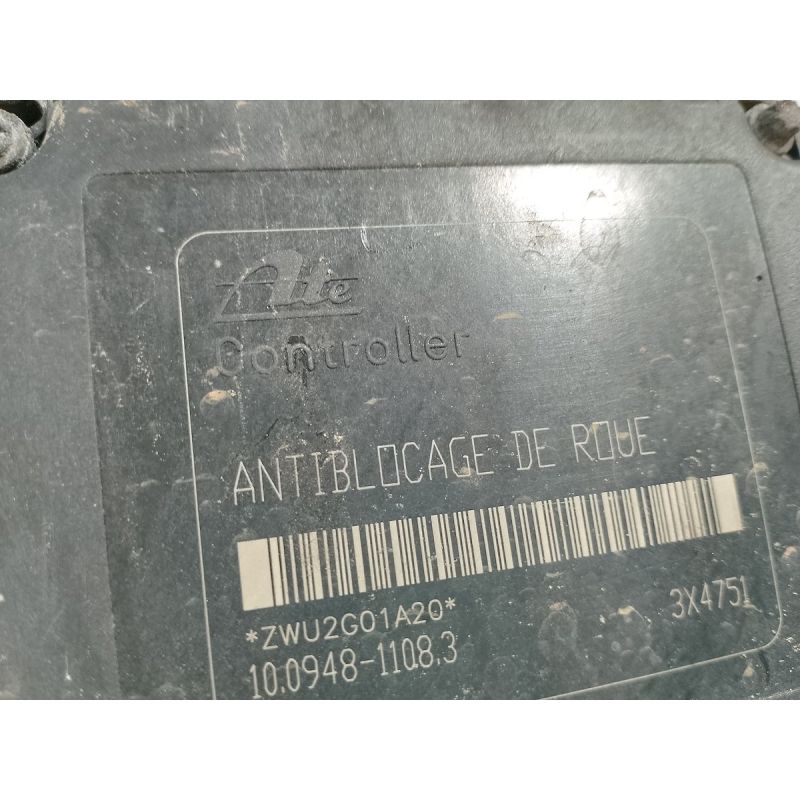 Ate
Controller
ANTIBLOCAGE DE ROUE
*ZWU2G01A20*
3X4751
10.0948-1108.3